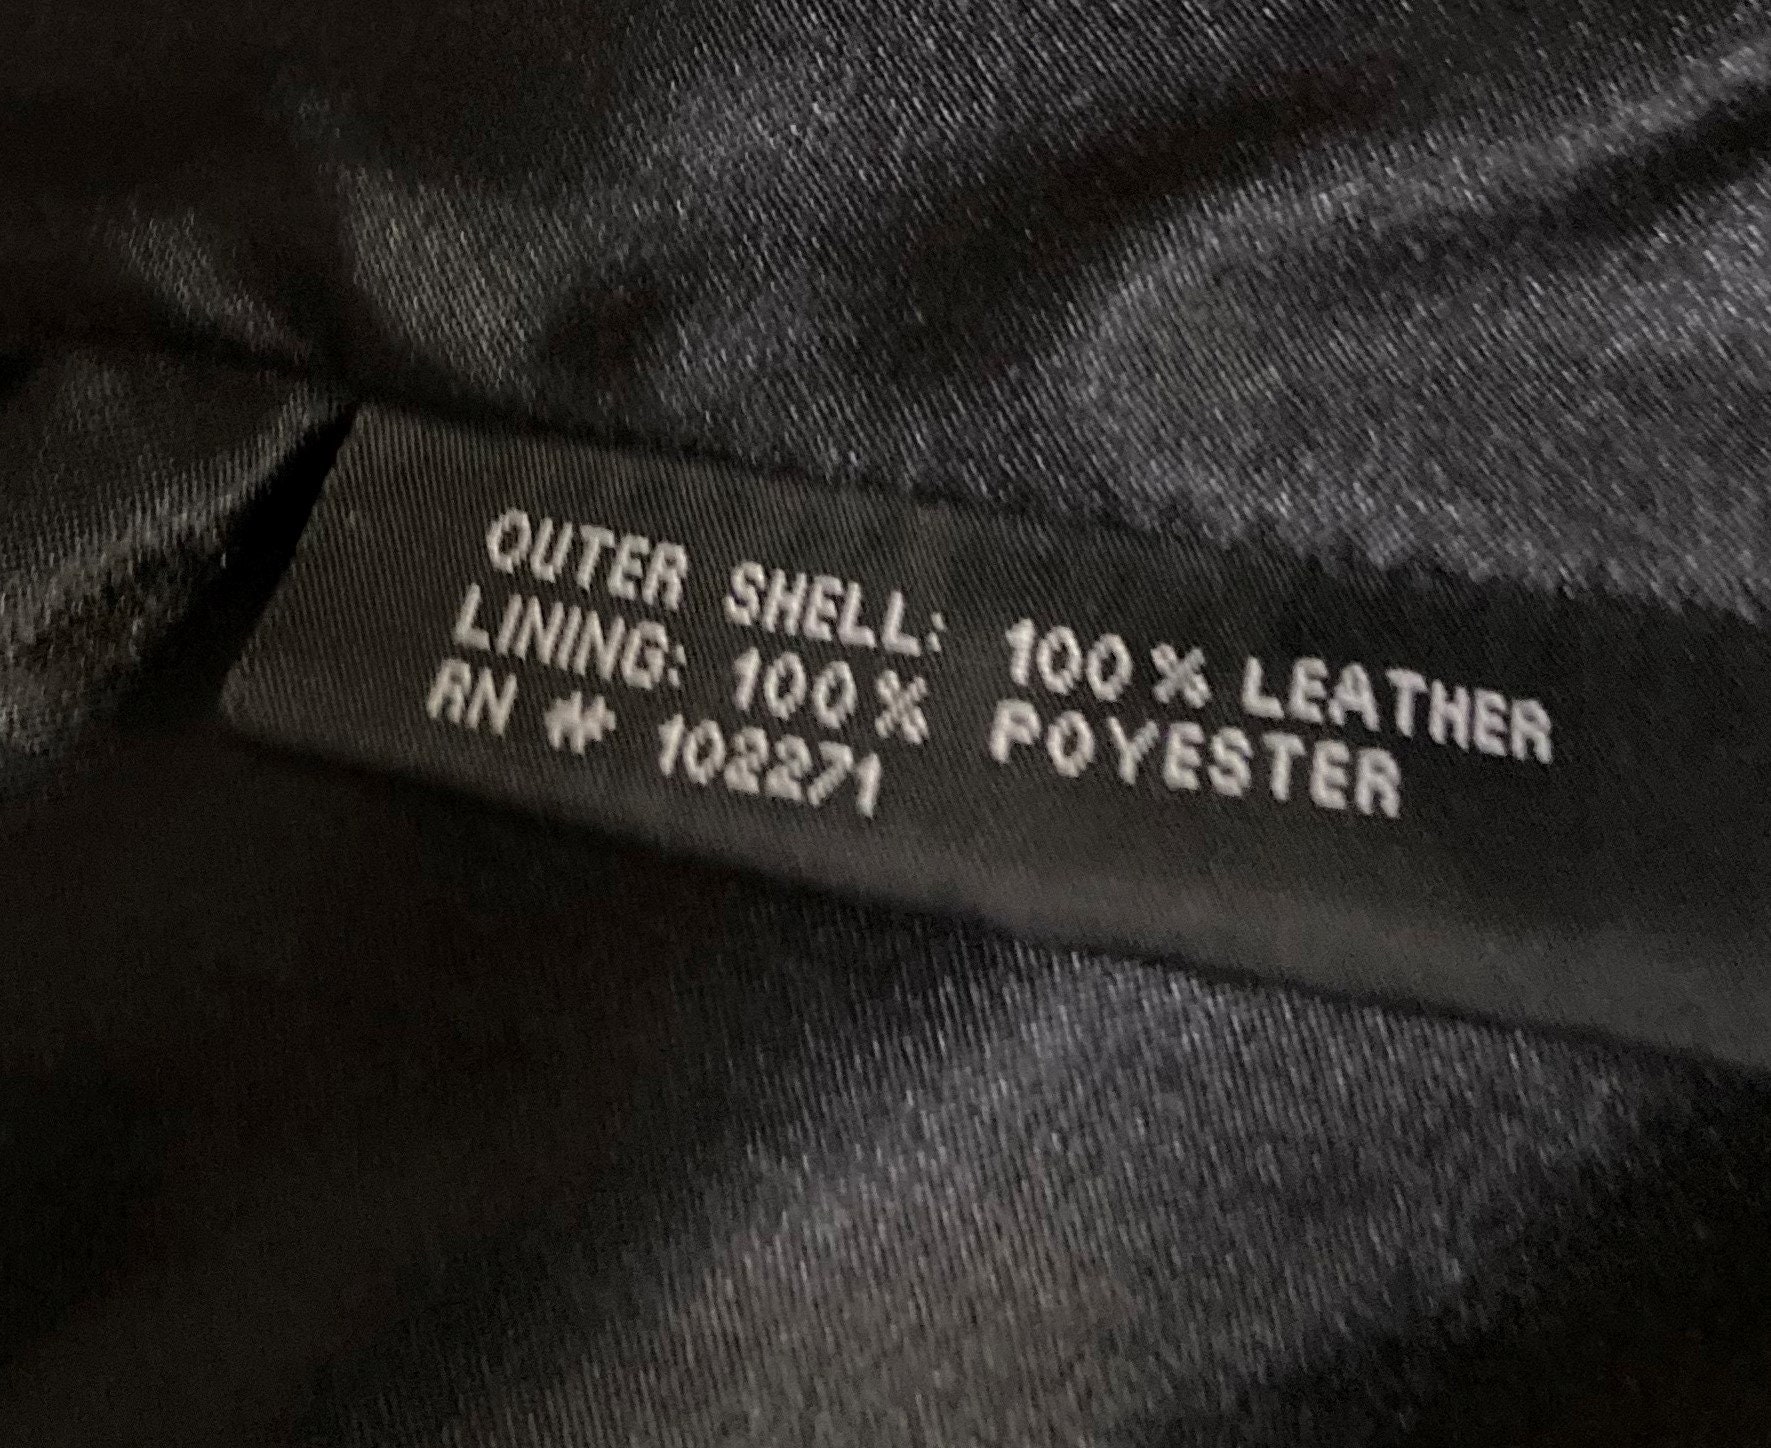 OUTER SHELL: 100% LEATHER
LINING: 100% POYESTER
RN # 102271